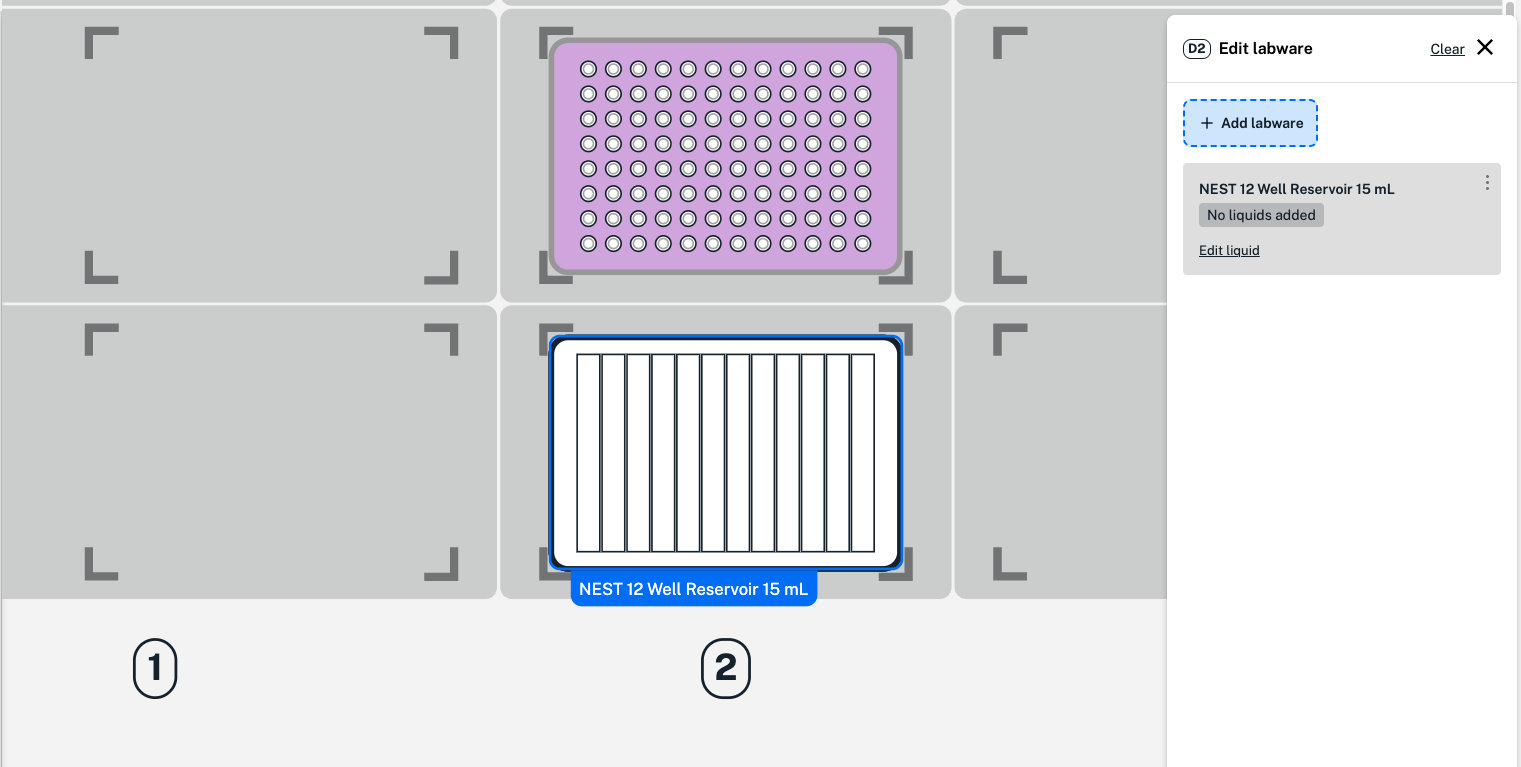 D2 Edit labware Clear
+ Add labware
NEST 12 Well Reservoir 15 mL
No liquids added
Edit liquid
NEST 12 Well Reservoir 15 mL
1
2